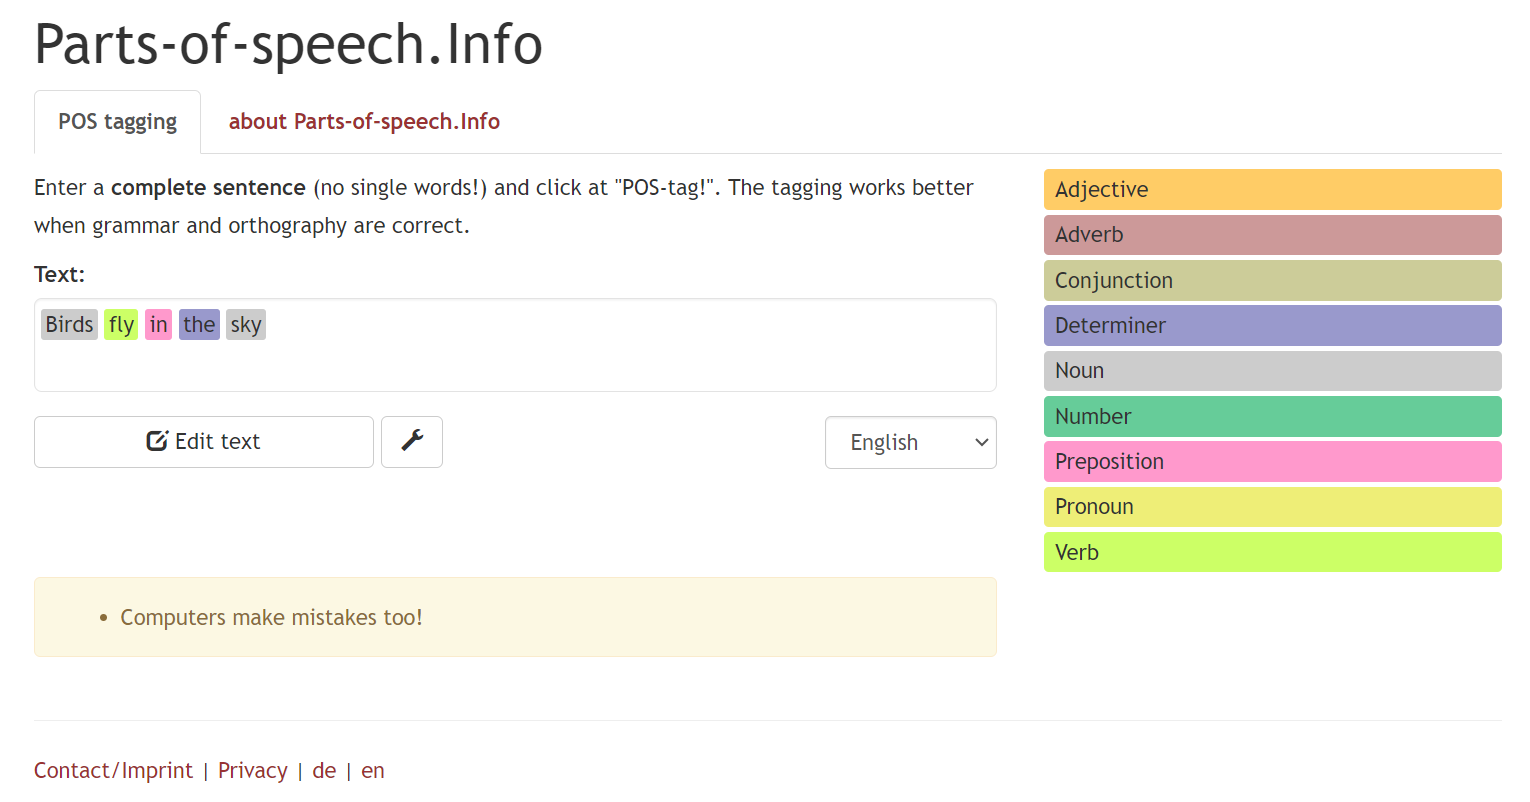 Parts-of-speech.Info
POS tagging
about Parts-of-speech.Info
Enter a complete sentence (no single words!) and click at "POS-tag!". The tagging works better
when grammar and orthography are correct.
Text:
Birds fly in the sky
Edit text
English
Computers make mistakes too!
Adjective
Adverb
Conjunction
Determiner
Noun
Number
Preposition
Pronoun
Verb
Contact/Imprint | Privacy | de | en